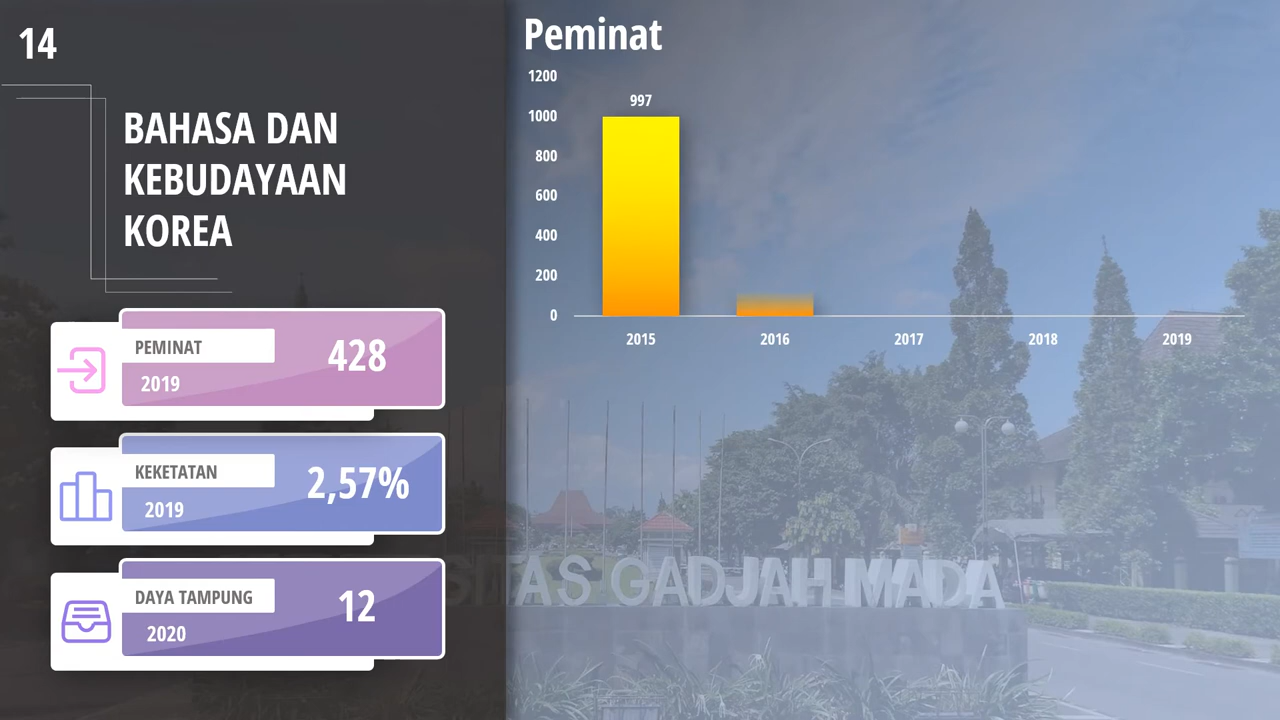 14
BAHASA DAN
KEBUDAYAAN
KOREA
PEMINAT
428
2019
KEKETATAN
2,57%
2019
DAYA TAMPUNG
12
2020
Peminat
1200
1000
800
600
400
200
0
997
2015
2016
2017
2018
2019
SITAS GADJAH MADA